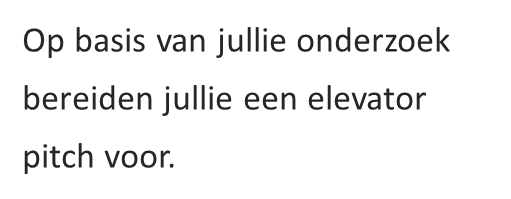 Op basis van jullie onderzoek
bereiden jullie een elevator
pitch voor.